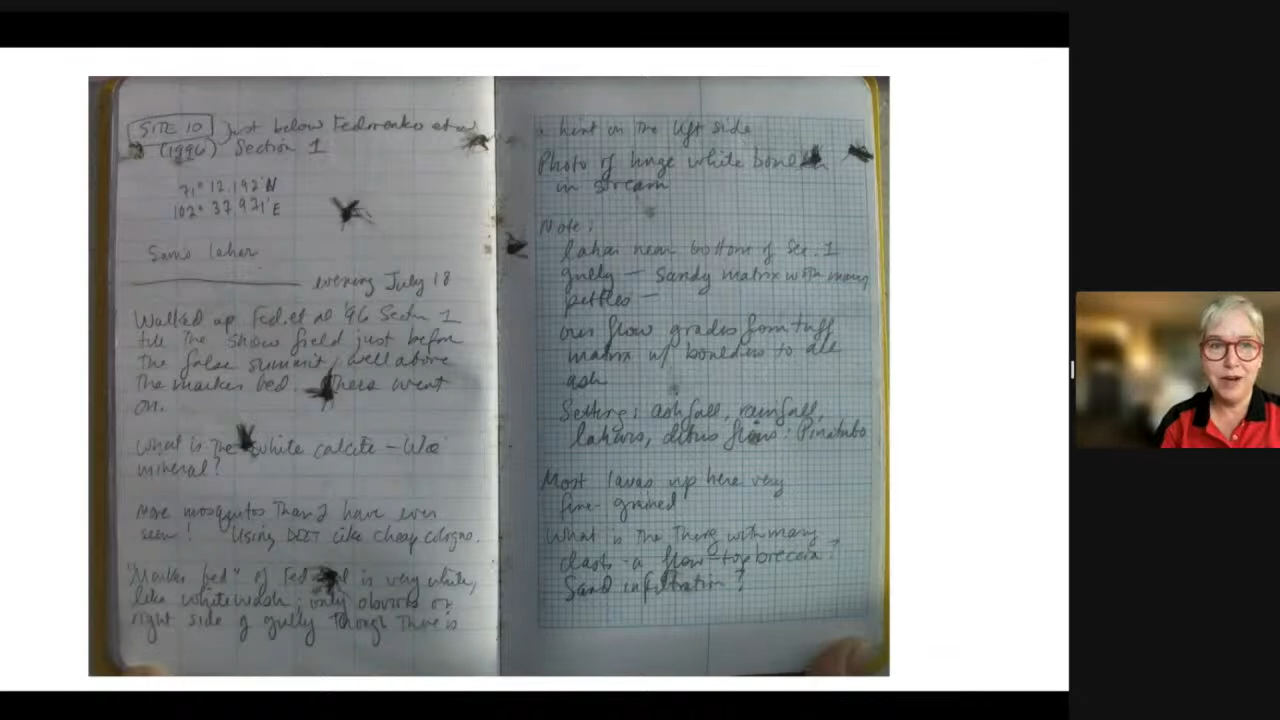 SITE 10 just below Fedorenko et al
(1996) Section 1
71° 12.192' N
102° 37.971' E
Same lahar
evening July 18
Walked up Fed. et al '96 Section 1
till the snow field just before
the false summit, well above
the marker bed. There went
on.
What is the white calcite - like
mineral?
More mosquitos than I have ever
seen! Using DEET like cheap cologne.
"Marker bed" of Fed et al is very white,
like whitewash; only obvious on
right side of gully though there is
a hint on the left side
Photo of huge white boulder
in stream
Note:
lahar near bottom of Sec. 1
gully - sandy matrix with many
pebbles -
our flow grades from tuff
matrix w/ boulders to all
ash
Setting: ashfall, rainfall,
lahars, debris flows: Pinatubo
Most lavas up here very
fine-grained
What is the thing with many
clasts - a flow-top breccia?
Sand infiltration?